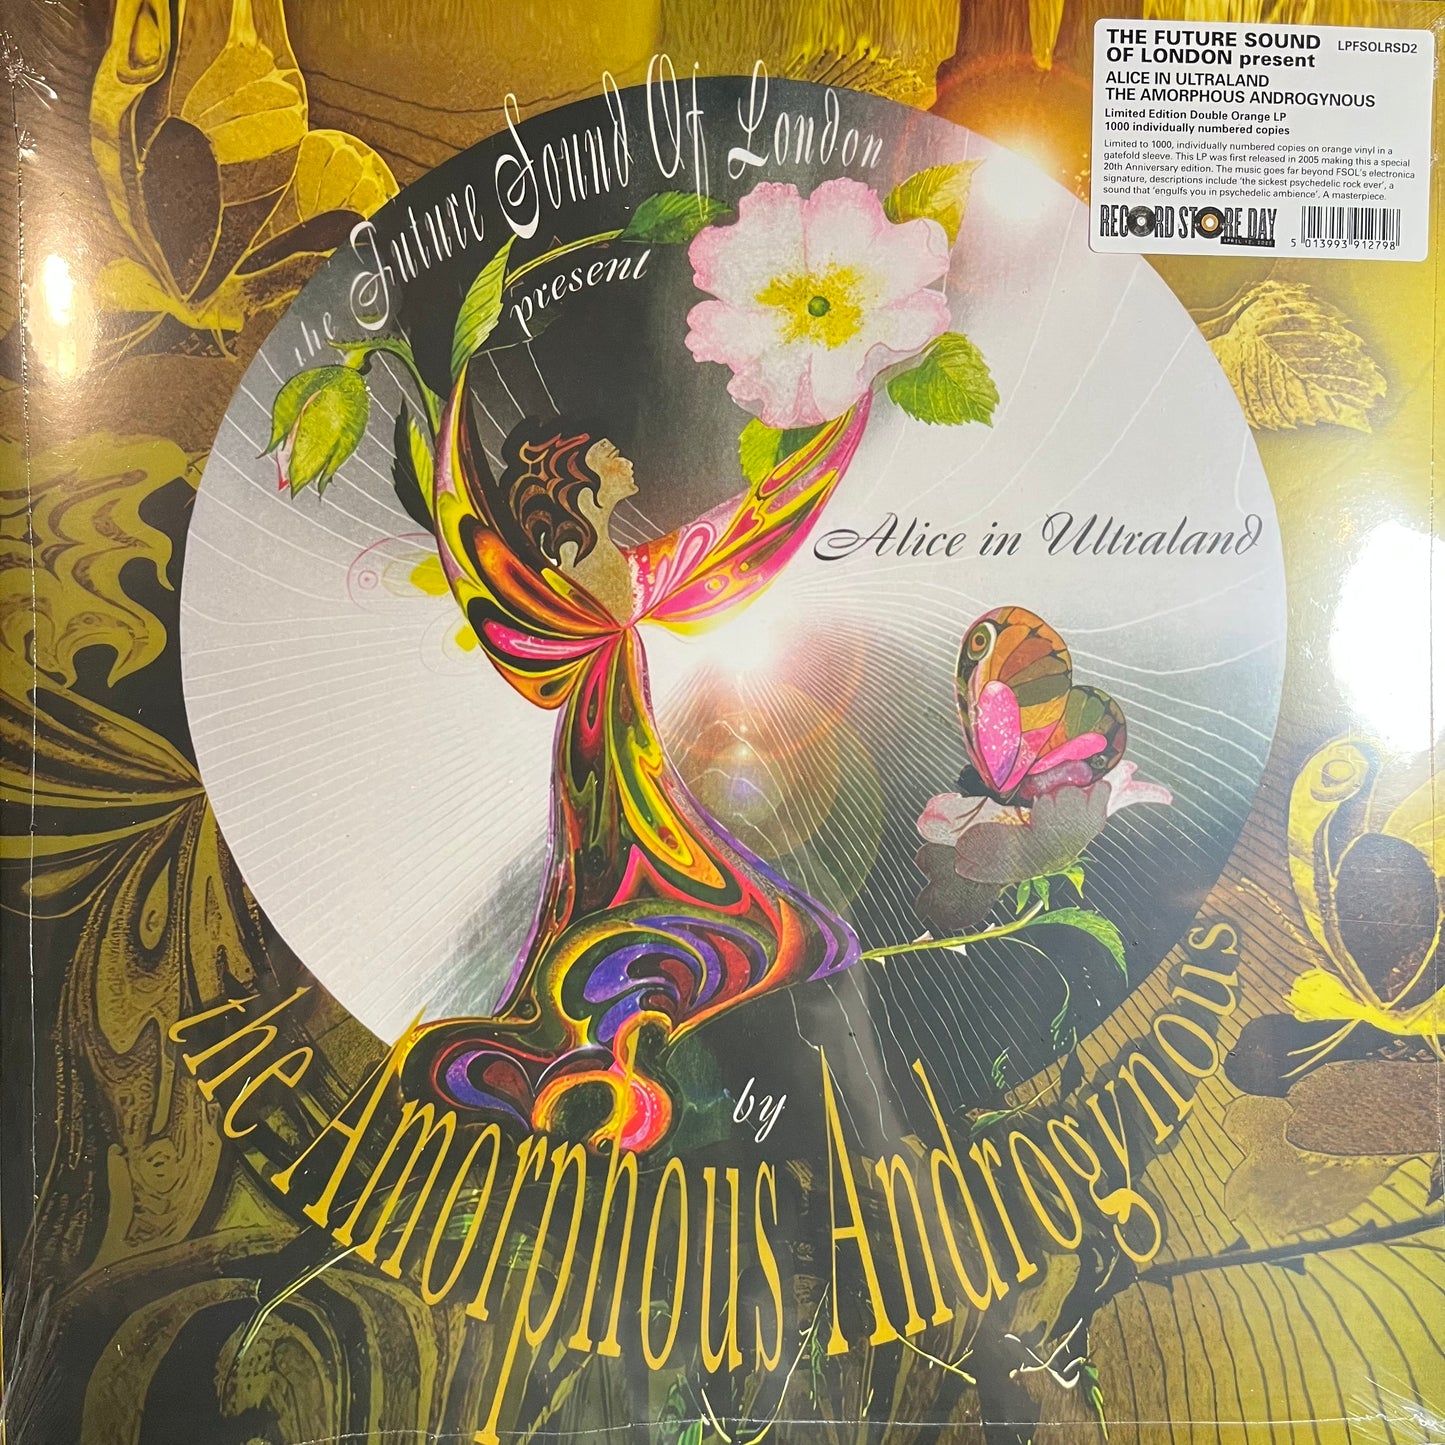 THE FUTURE SOUND
OF LONDON present
LPFSOLRSD2
ALICE IN ULTRALAND
THE AMORPHOUS ANDROGYNOUS
Limited Edition Double Orange LP
1000 individually numbered copies
Limited to 1000, individually numbered copies on orange vinyl in a
gatefold sleeve. This LP was first released in 2005 making this a special
20th Anniversary edition. The music goes far beyond FSOL's electronica
signature, descriptions include 'the sickest psychedelic rock ever', a
sound that 'engulfs you in psychedelic ambience'. A masterpiece.
RECORD STORE DAY
APRIL 12, 2025
5 013993 912798
the Future Sound Of London
present
Alice in Ultraland
by
the Amorphous Androgynous